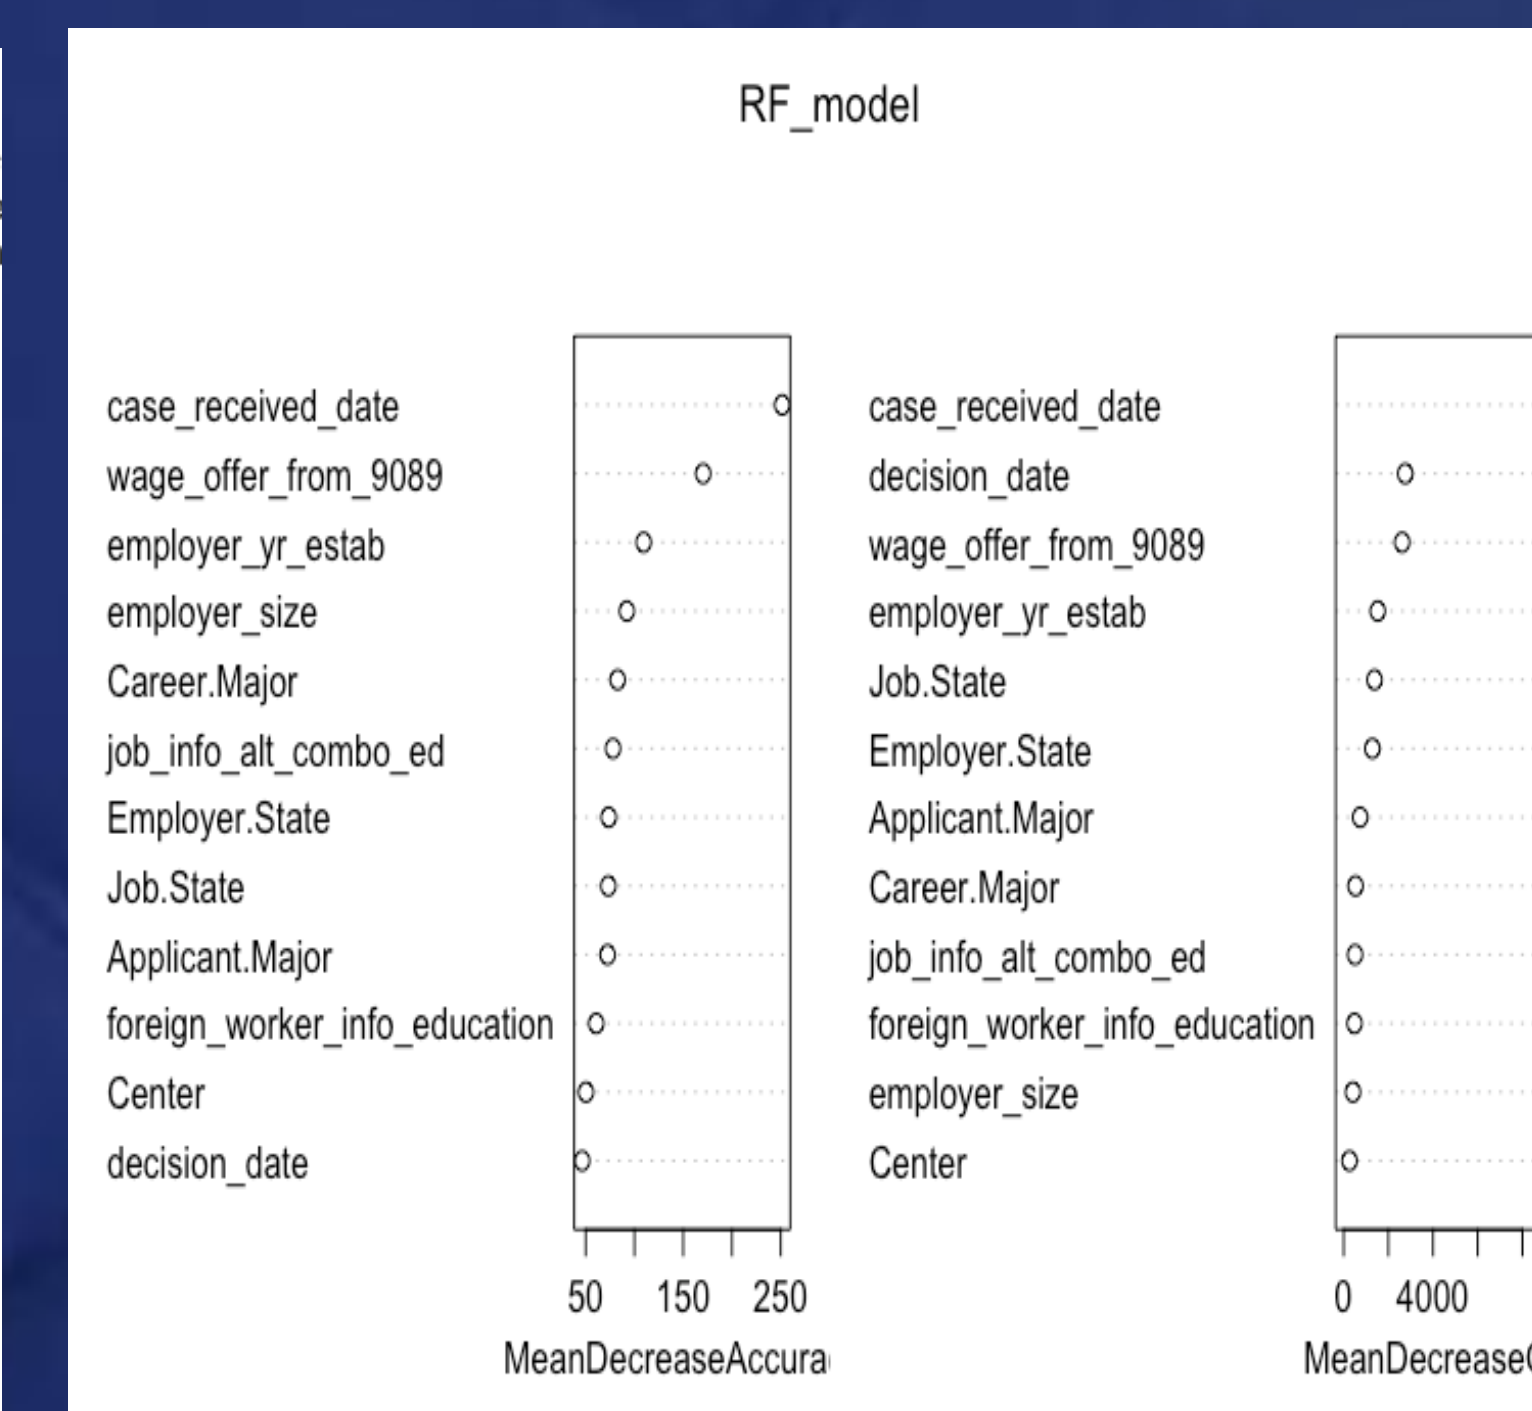 RF_model
case_received_date
wage_offer_from_9089
employer_yr_estab
employer_size
Career.Major
job_info_alt_combo_ed
Employer.State
Job.State
Applicant.Major
foreign_worker_info_education
Center
decision_date
50 150 250
MeanDecreaseAccura
case_received_date
decision_date
wage_offer_from_9089
employer_yr_estab
Job.State
Employer.State
Applicant.Major
Career.Major
job_info_alt_combo_ed
foreign_worker_info_education
employer_size
Center
0 4000
MeanDecrease